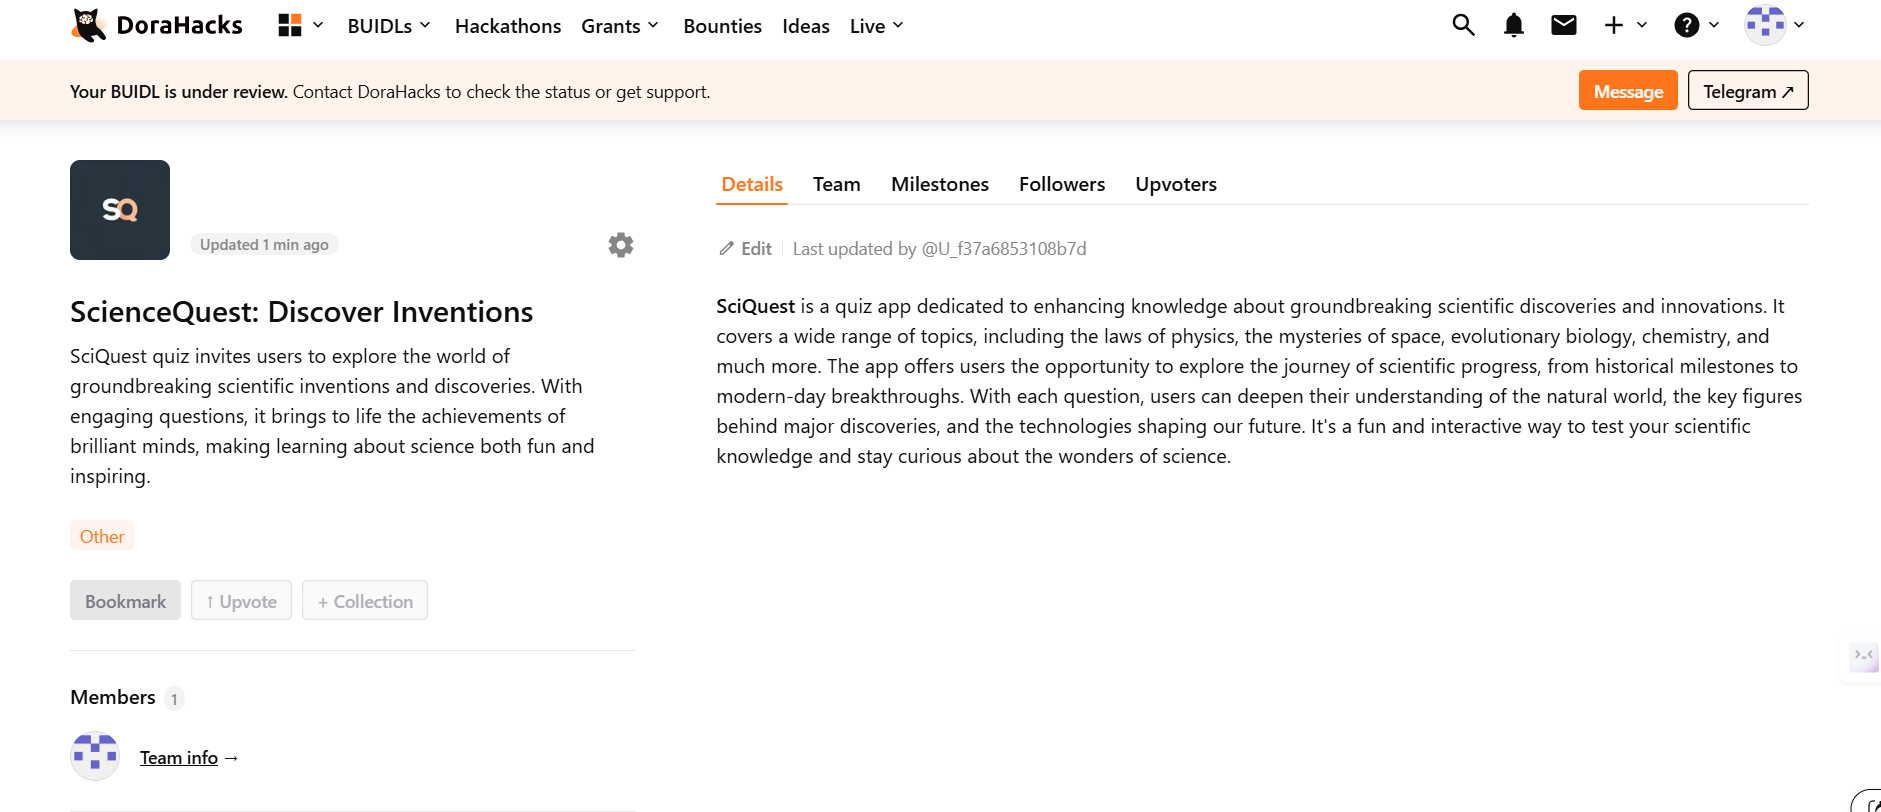 DoraHacks BUIDLs Hackathons Grants Bounties Ideas Live
Your BUIDL is under review. Contact DoraHacks to check the status or get support. Message Telegram ↗
SQ
Updated 1 min ago
ScienceQuest: Discover Inventions
SciQuest quiz invites users to explore the world of
groundbreaking scientific inventions and discoveries. With
engaging questions, it brings to life the achievements of
brilliant minds, making learning about science both fun and
inspiring.
Other
Bookmark ↑ Upvote + Collection
Members 1
Team info →
Details Team Milestones Followers Upvoters
Edit Last updated by @U_f37a6853108b7d
SciQuest is a quiz app dedicated to enhancing knowledge about groundbreaking scientific discoveries and innovations. It
covers a wide range of topics, including the laws of physics, the mysteries of space, evolutionary biology, chemistry, and
much more. The app offers users the opportunity to explore the journey of scientific progress, from historical milestones to
modern-day breakthroughs. With each question, users can deepen their understanding of the natural world, the key figures
behind major discoveries, and the technologies shaping our future. It's a fun and interactive way to test your scientific
knowledge and stay curious about the wonders of science.